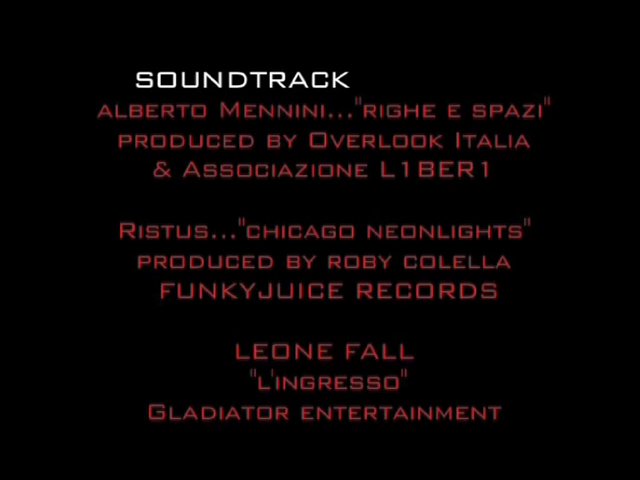 SOUNDTRACK
ALBERTO MENNINI..."RIGHE E SPAZI"
PRODUCED BY OVERLOOK ITALIA
& ASSOCIAZIONE L1BER1
RISTUS..."CHICAGO NEONLIGHTS"
PRODUCED BY ROBY COLELLA
FUNKYJUICE RECORDS
LEONE FALL
"L'INGRESSO"
GLADIATOR ENTERTAINMENT